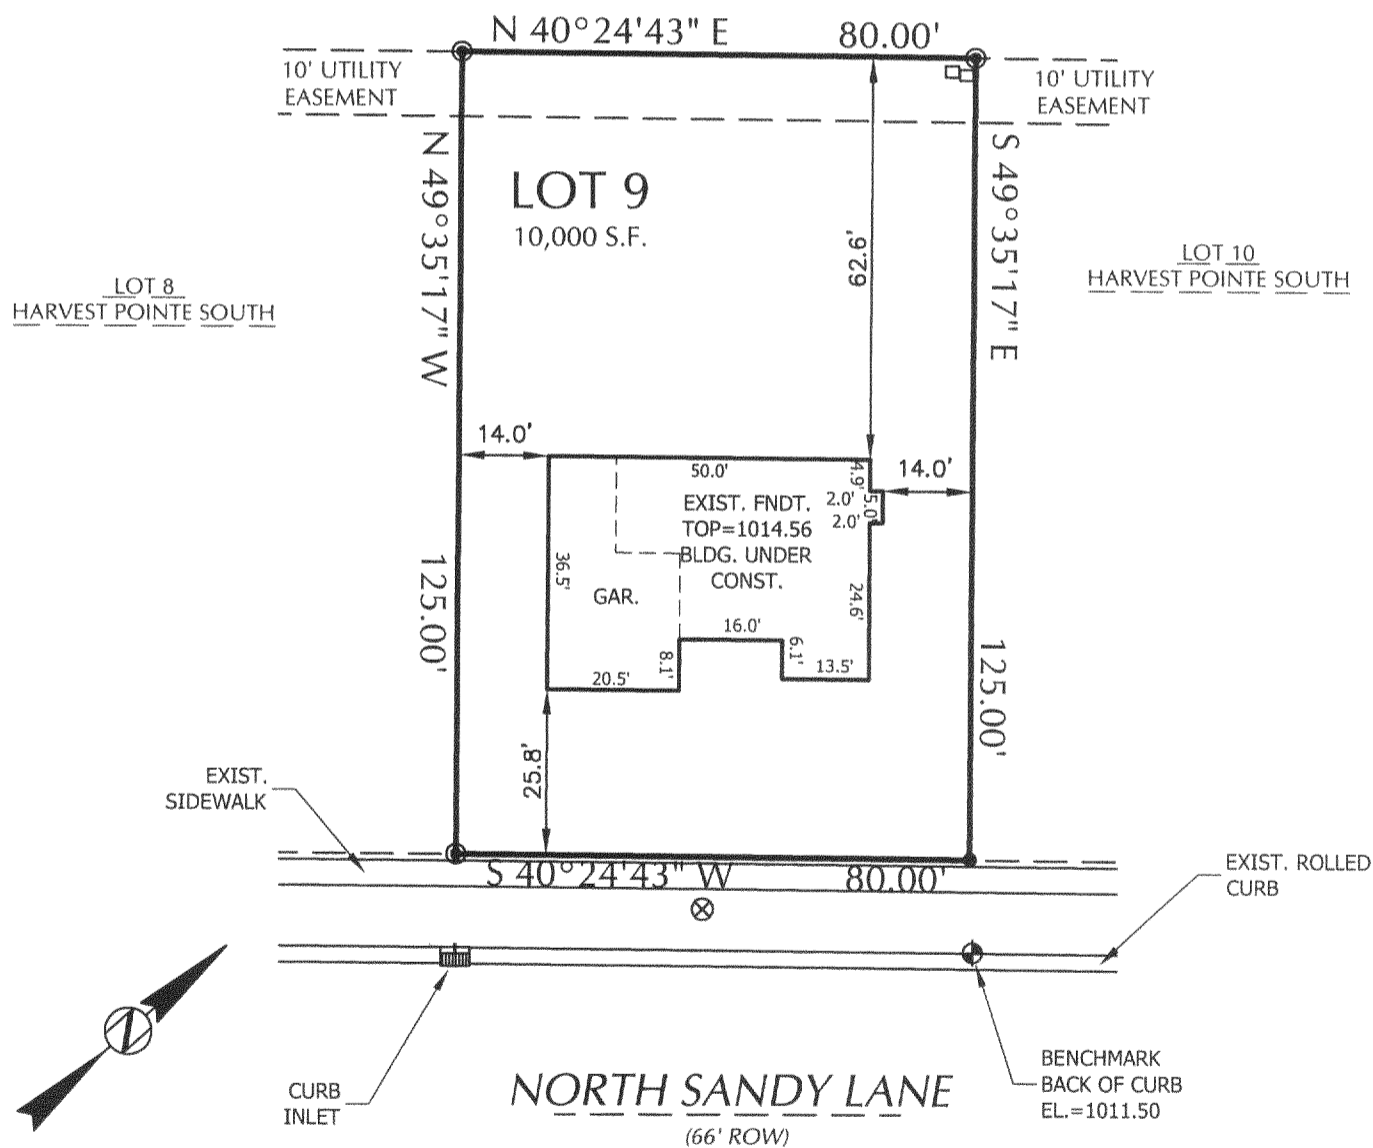 N 40°24'43" E 80.00'
10' UTILITY
EASEMENT
10' UTILITY
EASEMENT
N 49°35'17" W
125.00'
S 49°35'17" E
125.00'
LOT 9
10,000 S.F.
62.6'
LOT 8
HARVEST POINTE SOUTH
LOT 10
HARVEST POINTE SOUTH
14.0'
14.0'
50.0'
4.9'
2.0'
5.0'
2.0'
EXIST. FNDT.
TOP=1014.56
BLDG. UNDER
CONST.
36.5'
GAR.
24.6'
16.0'
8.1'
6.1'
13.5'
20.5'
25.8'
EXIST.
SIDEWALK
S 40°24'43" W 80.00'
EXIST. ROLLED
CURB
N
CURB
INLET
NORTH SANDY LANE
(66' ROW)
BENCHMARK
BACK OF CURB
EL.=1011.50